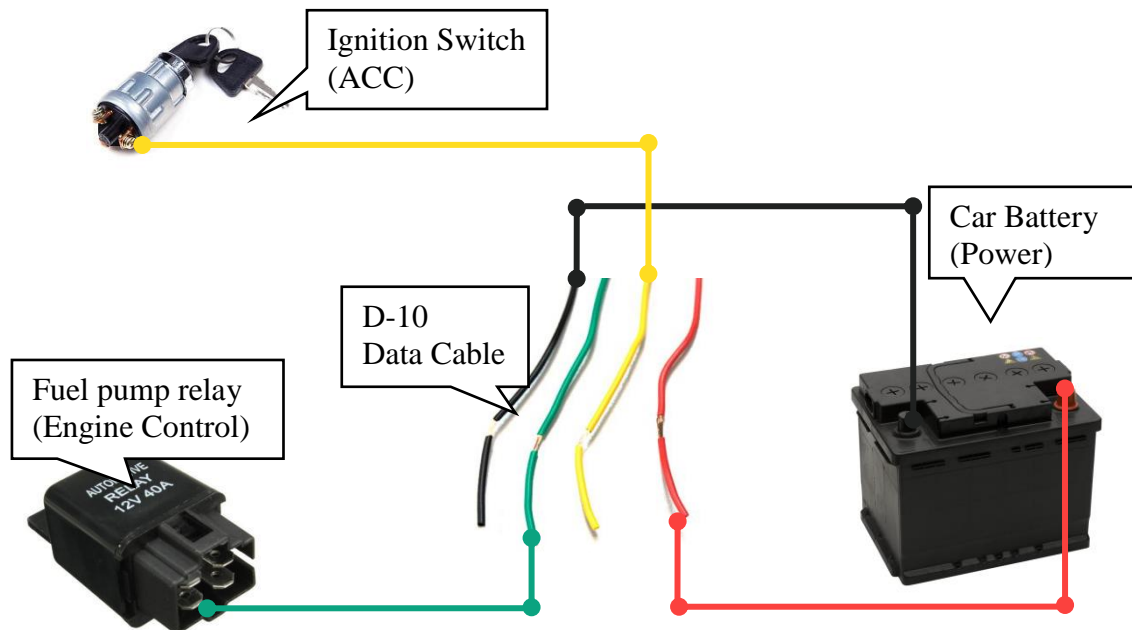 Ignition Switch
(ACC)
Car Battery
(Power)
D-10
Data Cable
Fuel pump relay
(Engine Control)
RELAY
12V 40A